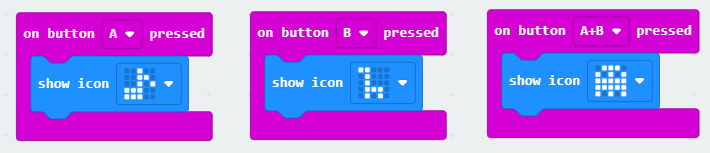 on button A pressed
show icon
on button B pressed
show icon
on button A+B pressed
show icon